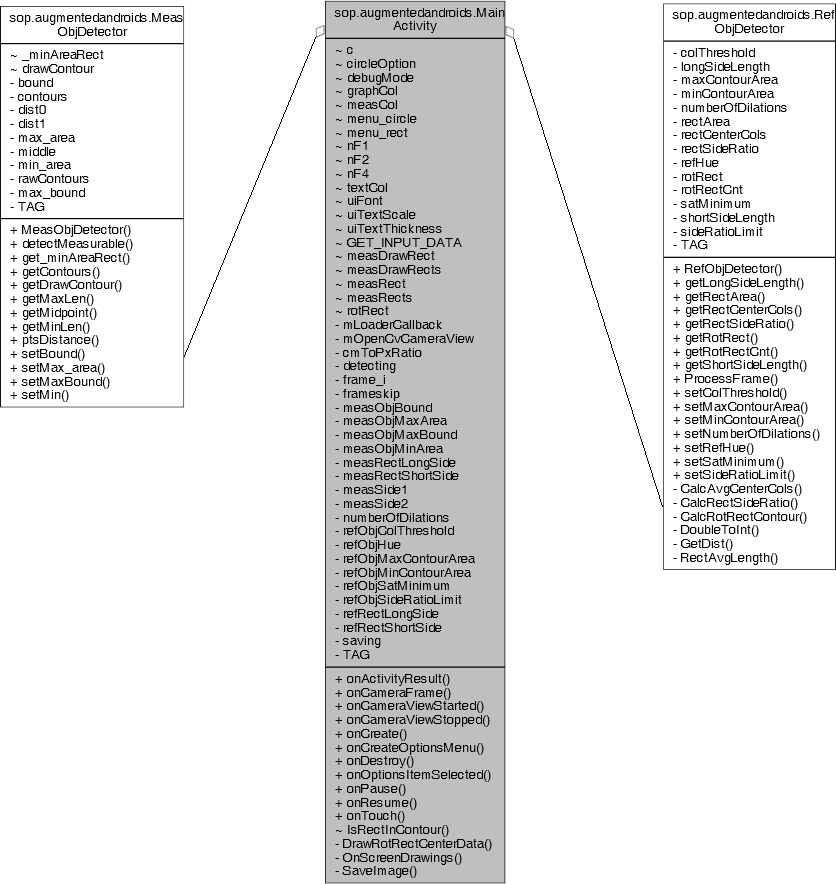 sop.augmentedandroids.Meas
ObjDetector
~ _minAreaRect
~ drawContour
- bound
- contours
- dist0
- dist1
- max_area
- middle
- min_area
- rawContours
- max_bound
- TAG
+ MeasObjDetector()
+ detectMeasurable()
+ get_minAreaRect()
+ getContours()
+ getDrawContour()
+ getMaxLen()
+ getMidpoint()
+ getMinLen()
+ ptsDistance()
+ setBound()
+ setMax_area()
+ setMaxBound()
+ setMin()
sop.augmentedandroids.Main
Activity
~ c
~ circleOption
~ debugMode
~ graphCol
~ measCol
~ menu_circle
~ menu_rect
~ nF1
~ nF2
~ nF4
~ textCol
~ uiFont
~ uiTextScale
~ uiTextThickness
~ GET_INPUT_DATA
~ measDrawRect
~ measDrawRects
~ measRect
~ measRects
~ rotRect
- mLoaderCallback
- mOpenCvCameraView
- cmToPxRatio
- detecting
- frame_i
- frameskip
- measObjBound
- measObjMaxArea
- measObjMaxBound
- measObjMinArea
- measRectLongSide
- measRectShortSide
- measSide1
- measSide2
- numberOfDilations
- refObjColThreshold
- refObjHue
- refObjMaxContourArea
- refObjMinContourArea
- refObjSatMinimum
- refObjSideRatioLimit
- refRectLongSide
- refRectShortSide
- saving
- TAG
+ onActivityResult()
+ onCameraFrame()
+ onCameraViewStarted()
+ onCameraViewStopped()
+ onCreate()
+ onCreateOptionsMenu()
+ onDestroy()
+ onOptionsItemSelected()
+ onPause()
+ onResume()
+ onTouch()
~ IsRectInContour()
- DrawRotRectCenterData()
- OnScreenDrawings()
- SaveImage()
sop.augmentedandroids.Ref
ObjDetector
- colThreshold
- longSideLength
- maxContourArea
- minContourArea
- numberOfDilations
- rectArea
- rectCenterCols
- rectSideRatio
- refHue
- rotRect
- rotRectCnt
- satMinimum
- shortSideLength
- sideRatioLimit
- TAG
+ RefObjDetector()
+ getLongSideLength()
+ getRectArea()
+ getRectCenterCols()
+ getRectSideRatio()
+ getRotRect()
+ getRotRectCnt()
+ getShortSideLength()
+ ProcessFrame()
+ setColThreshold()
+ setMaxContourArea()
+ setMinContourArea()
+ setNumberOfDilations()
+ setRefHue()
+ setSatMinimum()
+ setSideRatioLimit()
- CalcAvgCenterCols()
- CalcRectSideRatio()
- CalcRotRectContour()
- DoubleToInt()
- GetDist()
- RectAvgLength()